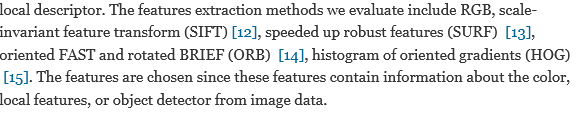 local descriptor. The features extraction methods we evaluate include RGB, scale-
invariant feature transform (SIFT) [12], speeded up robust features (SURF) [13],
oriented FAST and rotated BRIEF (ORB) [14], histogram of oriented gradients (HOG)
[15]. The features are chosen since these features contain information about the color,
local features, or object detector from image data.